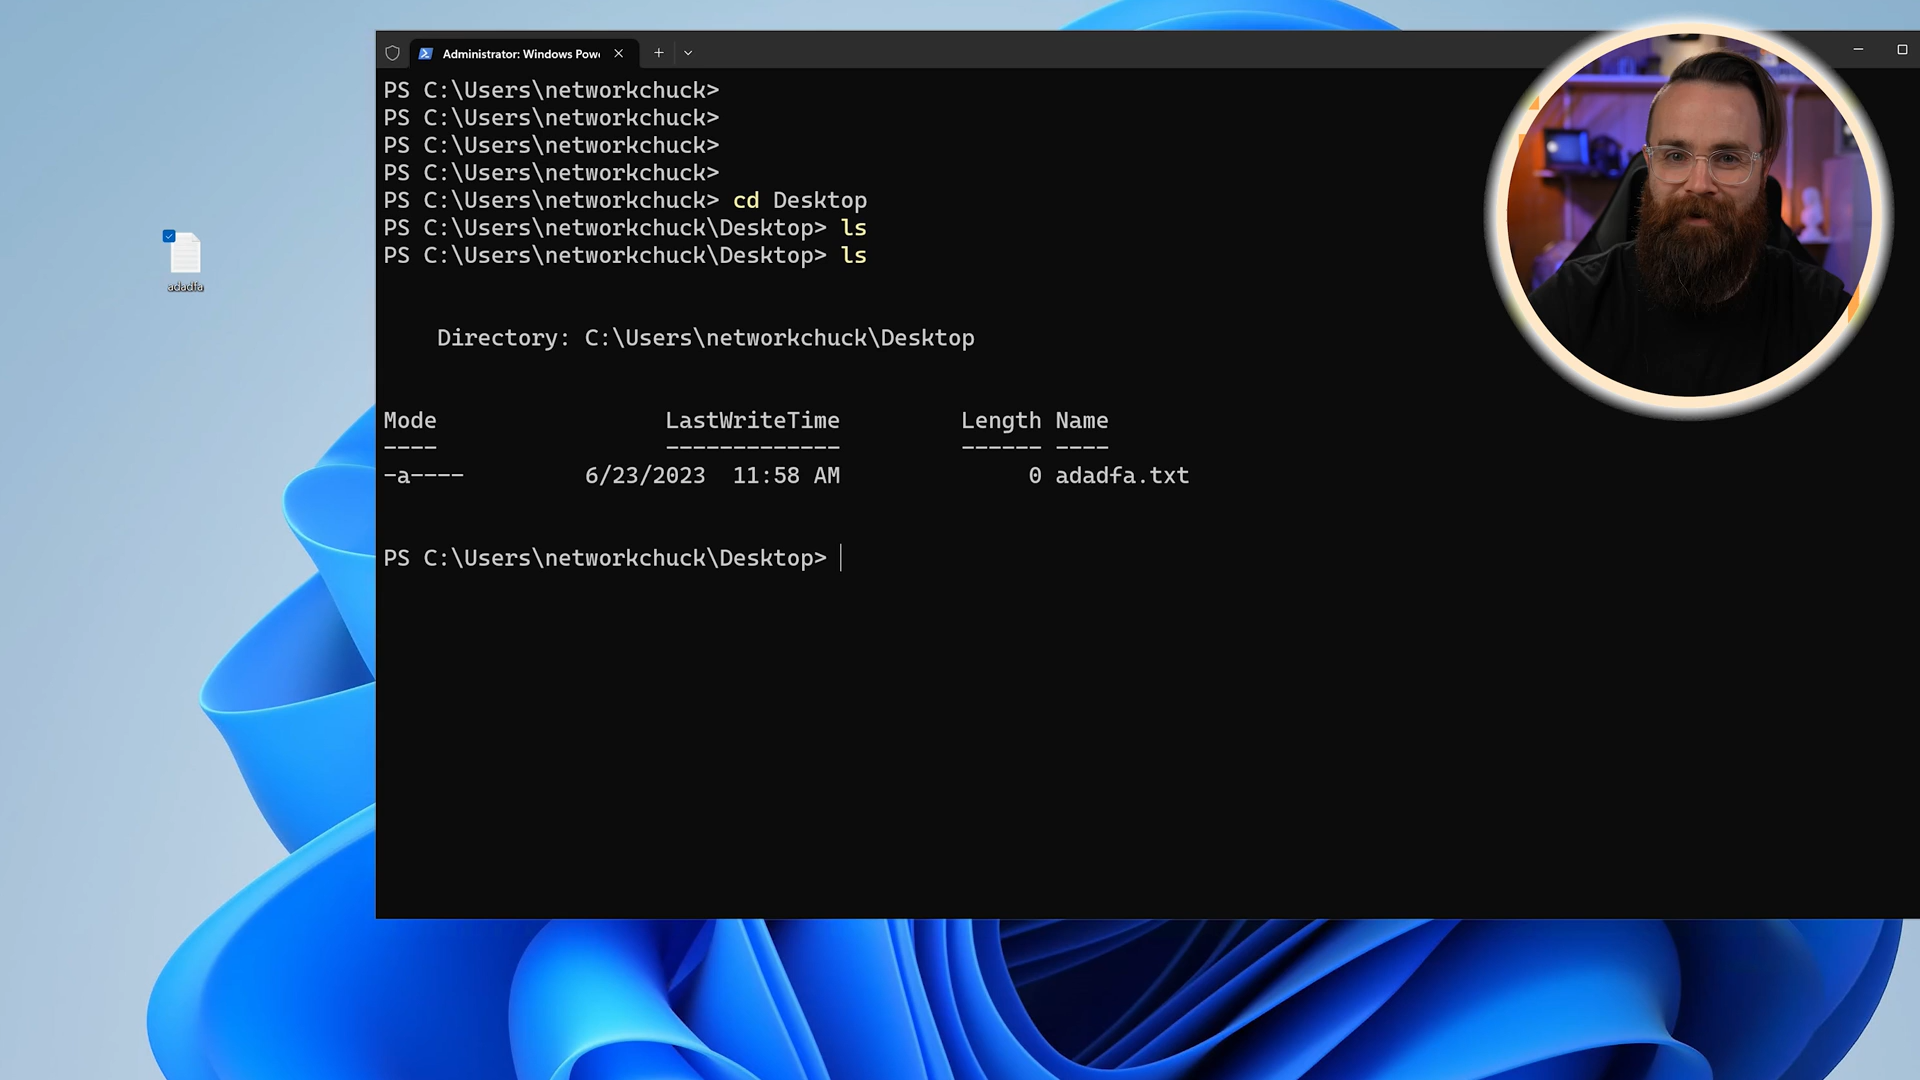 Administrator: Windows Powe
PS C:\Users\networkchuck>
PS C:\Users\networkchuck>
PS C:\Users\networkchuck>
PS C:\Users\networkchuck>
PS C:\Users\networkchuck> cd Desktop
PS C:\Users\networkchuck\Desktop> ls
PS C:\Users\networkchuck\Desktop> ls
adadfa
Directory: C:\Users\networkchuck\Desktop
Mode LastWriteTime Length Name
---- ------------- ------ ----
-a---- 6/23/2023 11:58 AM 0 adadfa.txt
PS C:\Users\networkchuck\Desktop>